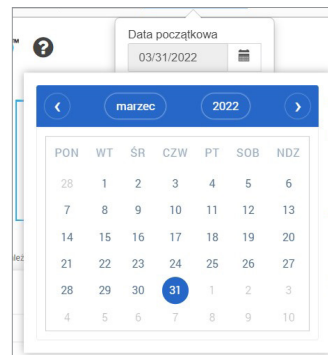 ™
?
Data początkowa
03/31/2022
marzec 2022
PON WT ŚR CZW PT SOB NDZ
28 1 2 3 4 5 6
7 8 9 10 11 12 13
14 15 16 17 18 19 20
21 22 23 24 25 26 27
28 29 30 31 1 2 3
4 5 6 7 8 9 10